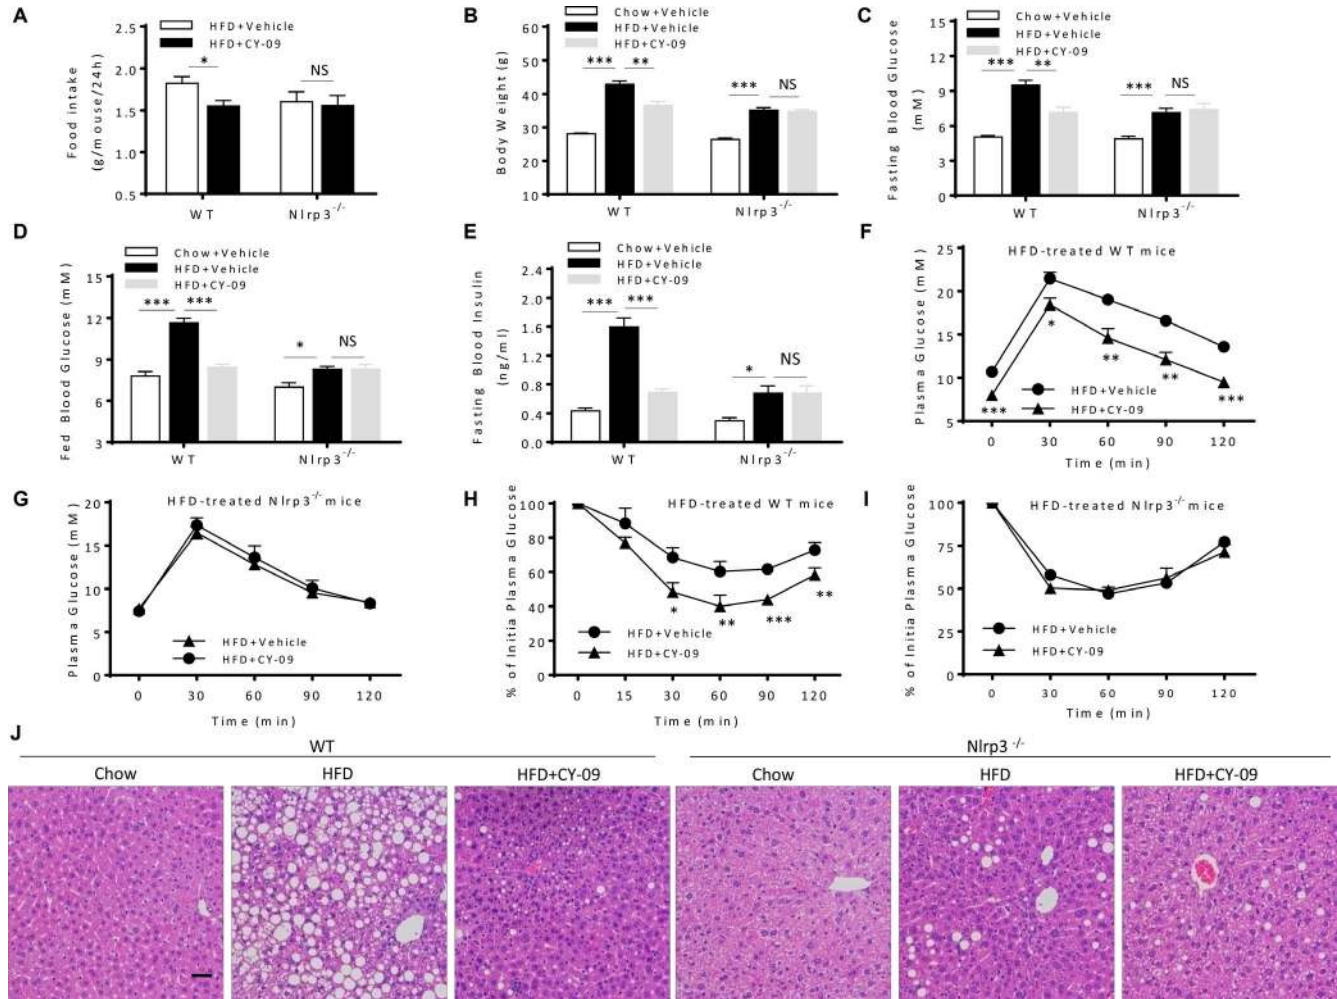 A
HFD+Vehicle
HFD+CY-09
Food intake
(g/mouse/24h)
2.5
2.0
1.5
1.0
0.5
*
NS
WT
Nlrp3-/-
B
Chow+Vehicle
HFD+Vehicle
HFD+CY-09
Body Weight (g)
60
50
40
30
20
10
***
**
***
NS
WT
Nlrp3-/-
C
Chow+Vehicle
HFD+Vehicle
HFD+CY-09
Fasting Blood Glucose
(mM)
15
12
9
6
3
0
***
**
***
NS
WT
Nlrp3-/-
D
Chow+Vehicle
HFD+Vehicle
HFD+CY-09
Fed Blood Glucose (mM)
15
12
9
6
3
***
***
*
NS
WT
Nlrp3-/-
E
Chow+Vehicle
HFD+Vehicle
HFD+CY-09
Fasting Blood Insulin
(ng/ml)
2.4
2.0
1.6
1.2
0.8
0.4
0.0
***
***
*
NS
WT
Nlrp3-/-
F
HFD-treated WT mice
Plasma Glucose (mM)
25
20
15
10
5
*
**
**
***
***
HFD+Vehicle
HFD+CY-09
0 30 60 90 120
Time (min)
G
HFD-treated Nlrp3-/- mice
Plasma Glucose (mM)
20
15
10
5
0
HFD+Vehicle
HFD+CY-09
0 30 60 90 120
Time (min)
H
HFD-treated WT mice
% of Initia Plasma Glucose
100
80
60
40
20
0
*
**
***
**
HFD+Vehicle
HFD+CY-09
0 15 30 60 90 120
Time (min)
I
HFD-treated Nlrp3-/- mice
% of Initia Plasma Glucose
100
75
50
25
0
HFD+Vehicle
HFD+CY-09
0 30 60 90 120
Time (min)
J
WT
Nlrp3 -/-
Chow
HFD
HFD+CY-09
Chow
HFD
HFD+CY-09